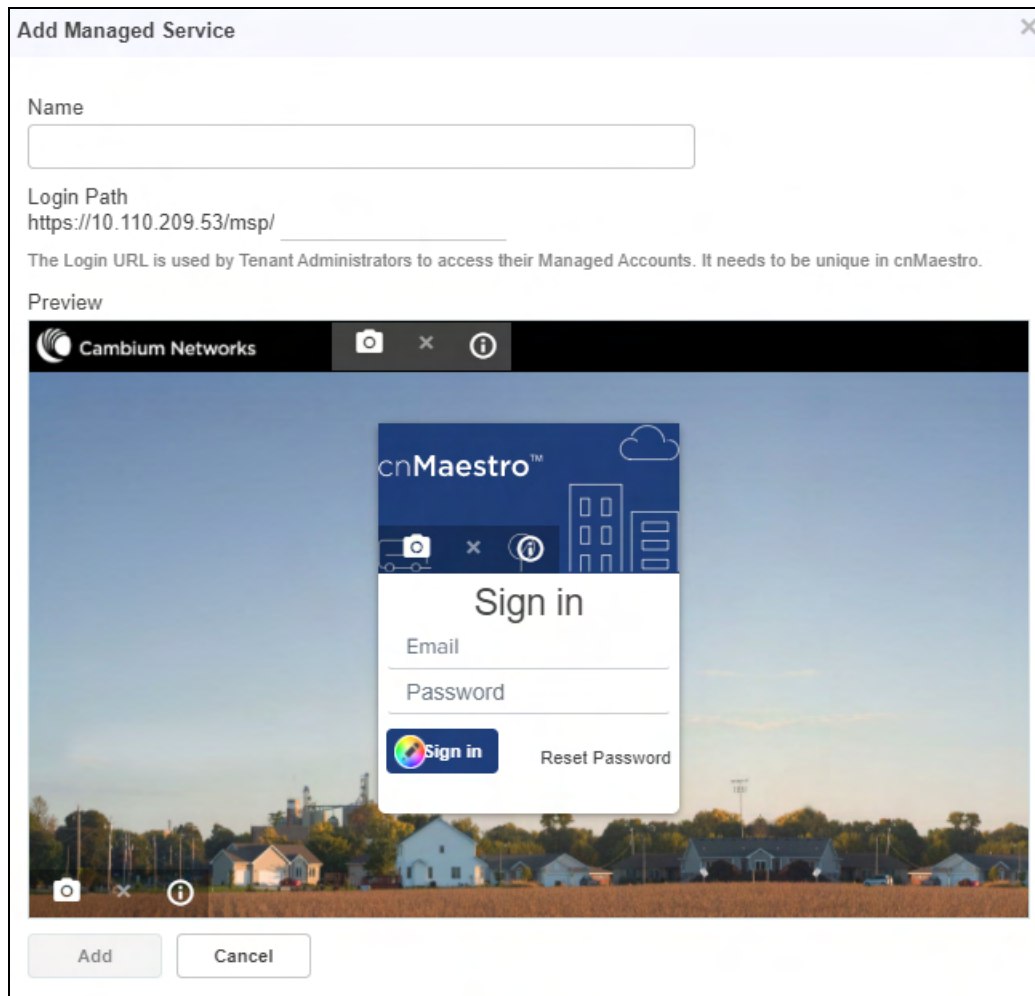 Add Managed Service
Name
Login Path
https://10.110.209.53/msp/
The Login URL is used by Tenant Administrators to access their Managed Accounts. It needs to be unique in cnMaestro.
Preview
Cambium Networks
cnMaestro™
Sign in
Email
Password
Sign in
Reset Password
Add
Cancel